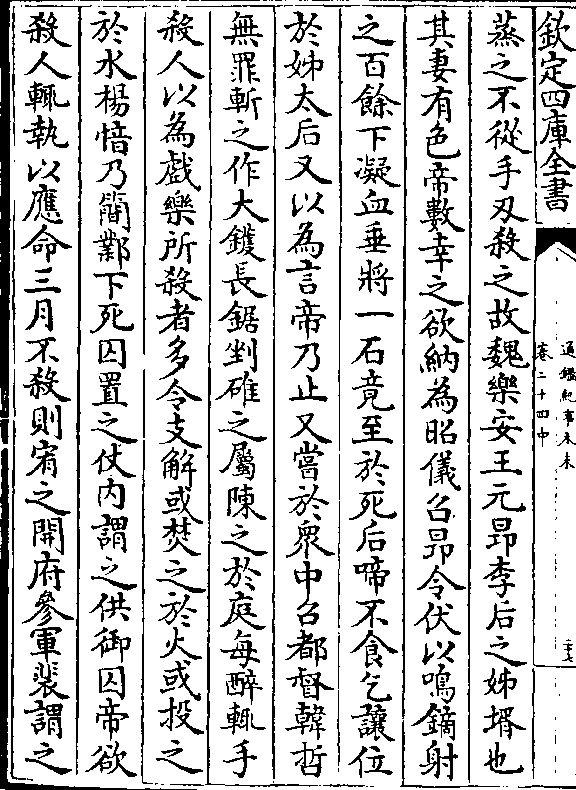 欽定四庫全書
通鑑紀事本末
卷二十四中
二十七
蒸之不從手刃殺之故魏樂安王元昻李后之姊壻也
其妻有色帝數幸之欲納為昭儀召昻令伏以鳴鏑射
之百餘下凝血垂將一石竟至於死后啼不食乞讓位
於姊太后又以為言帝乃止又嘗於衆中召都督韓哲
無罪斬之作大鑊長鋸剉碓之屬陳之於庭每醉輒手
殺人以為戲樂所殺者多令支解或焚之於火或投之
於水楊愔乃簡鄴下死囚置之仗内謂之供御囚帝欲
殺人輒執以應命三月不殺則宥之開府參軍裴謂之